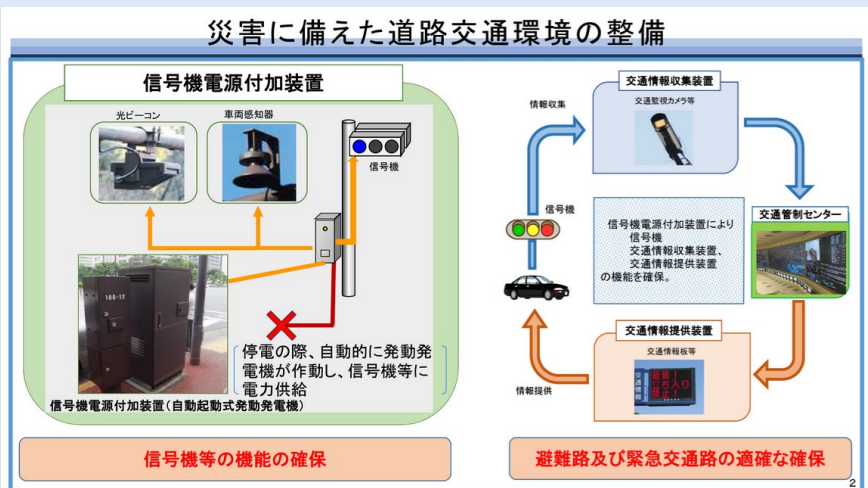 災害に備えた道路交通環境の整備
信号機電源付加装置
光ビーコン
車両感知器
信号機
100-12
停電の際、自動的に発動発
電機が作動し、信号機等に
電力供給
信号機電源付加装置(自動起動式発動発電機)
信号機等の機能の確保
交通情報収集装置
交通監視カメラ等
情報収集
信号機
信号機電源付加装置により
信号機
交通情報収集装置、
交通情報提供装置
の機能を確保。
交通管制センター
交通情報提供装置
交通情報板等
交通情報
情報提供
避難路及び緊急交通路の適確な確保
2